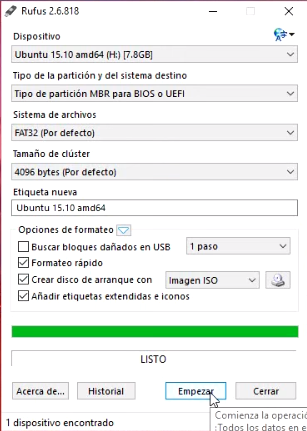 Rufus 2.6.818
Dispositivo
Ubuntu 15.10 amd64 (H:) [7.8GB]
Tipo de la partición y del sistema destino
Tipo de partición MBR para BIOS o UEFI
Sistema de archivos
FAT32 (Por defecto)
Tamaño de clúster
4096 bytes (Por defecto)
Etiqueta nueva
Ubuntu 15.10 amd64
Opciones de formateo
Buscar bloques dañados en USB 1 paso
Formateo rápido
Crear disco de arranque con Imagen ISO
Añadir etiquetas extendidas e iconos
LISTO
Acerca de... Historial Empezar Cerrar
Comienza la operació
¡Todos los datos en e
1 dispositivo encontrado